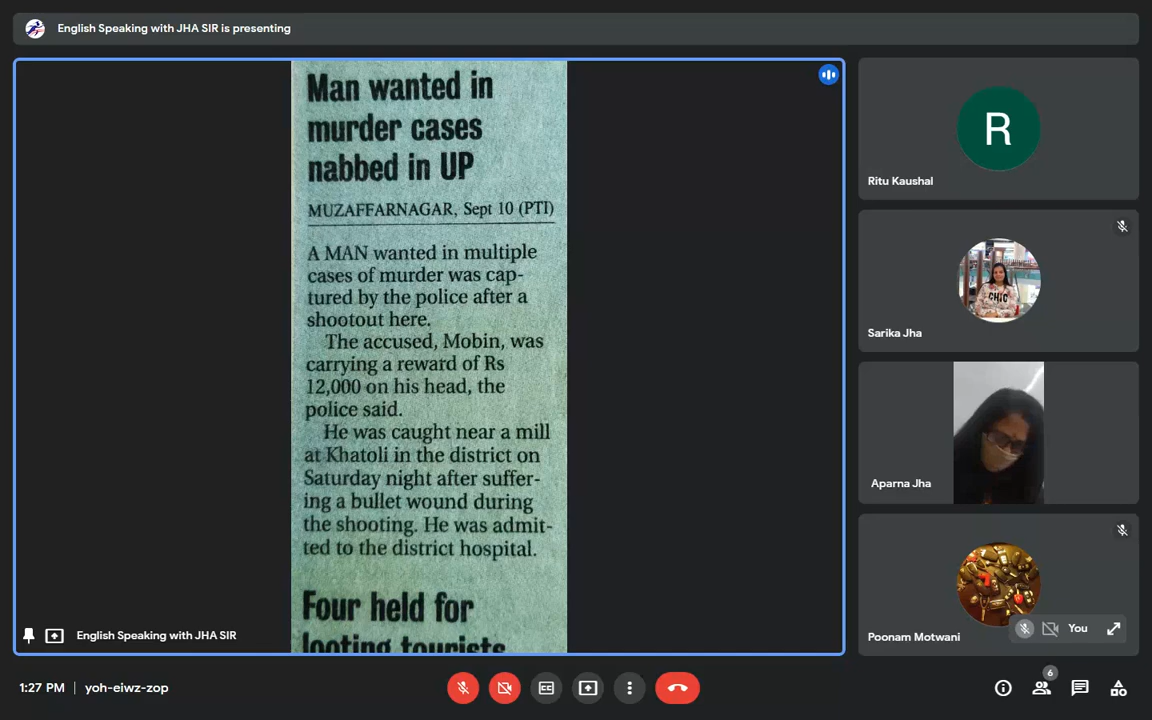 English Speaking with JHA SIR is presenting
Man wanted in
murder cases
nabbed in UP
MUZAFFARNAGAR, Sept 10 (PTI)
A MAN wanted in multiple
cases of murder was cap-
tured by the police after a
shootout here.
The accused, Mobin, was
carrying a reward of Rs
12,000 on his head, the
police said.
He was caught near a mill
at Khatoli in the district on
Saturday night after suffer-
ing a bullet wound during
the shooting. He was admit-
ted to the district hospital.
Four held for
looting tourists
English Speaking with JHA SIR
R
Ritu Kaushal
CHIC
Sarika Jha
Aparna Jha
Poonam Motwani
You
1:27 PM | yoh-eiwz-zop
CC
6